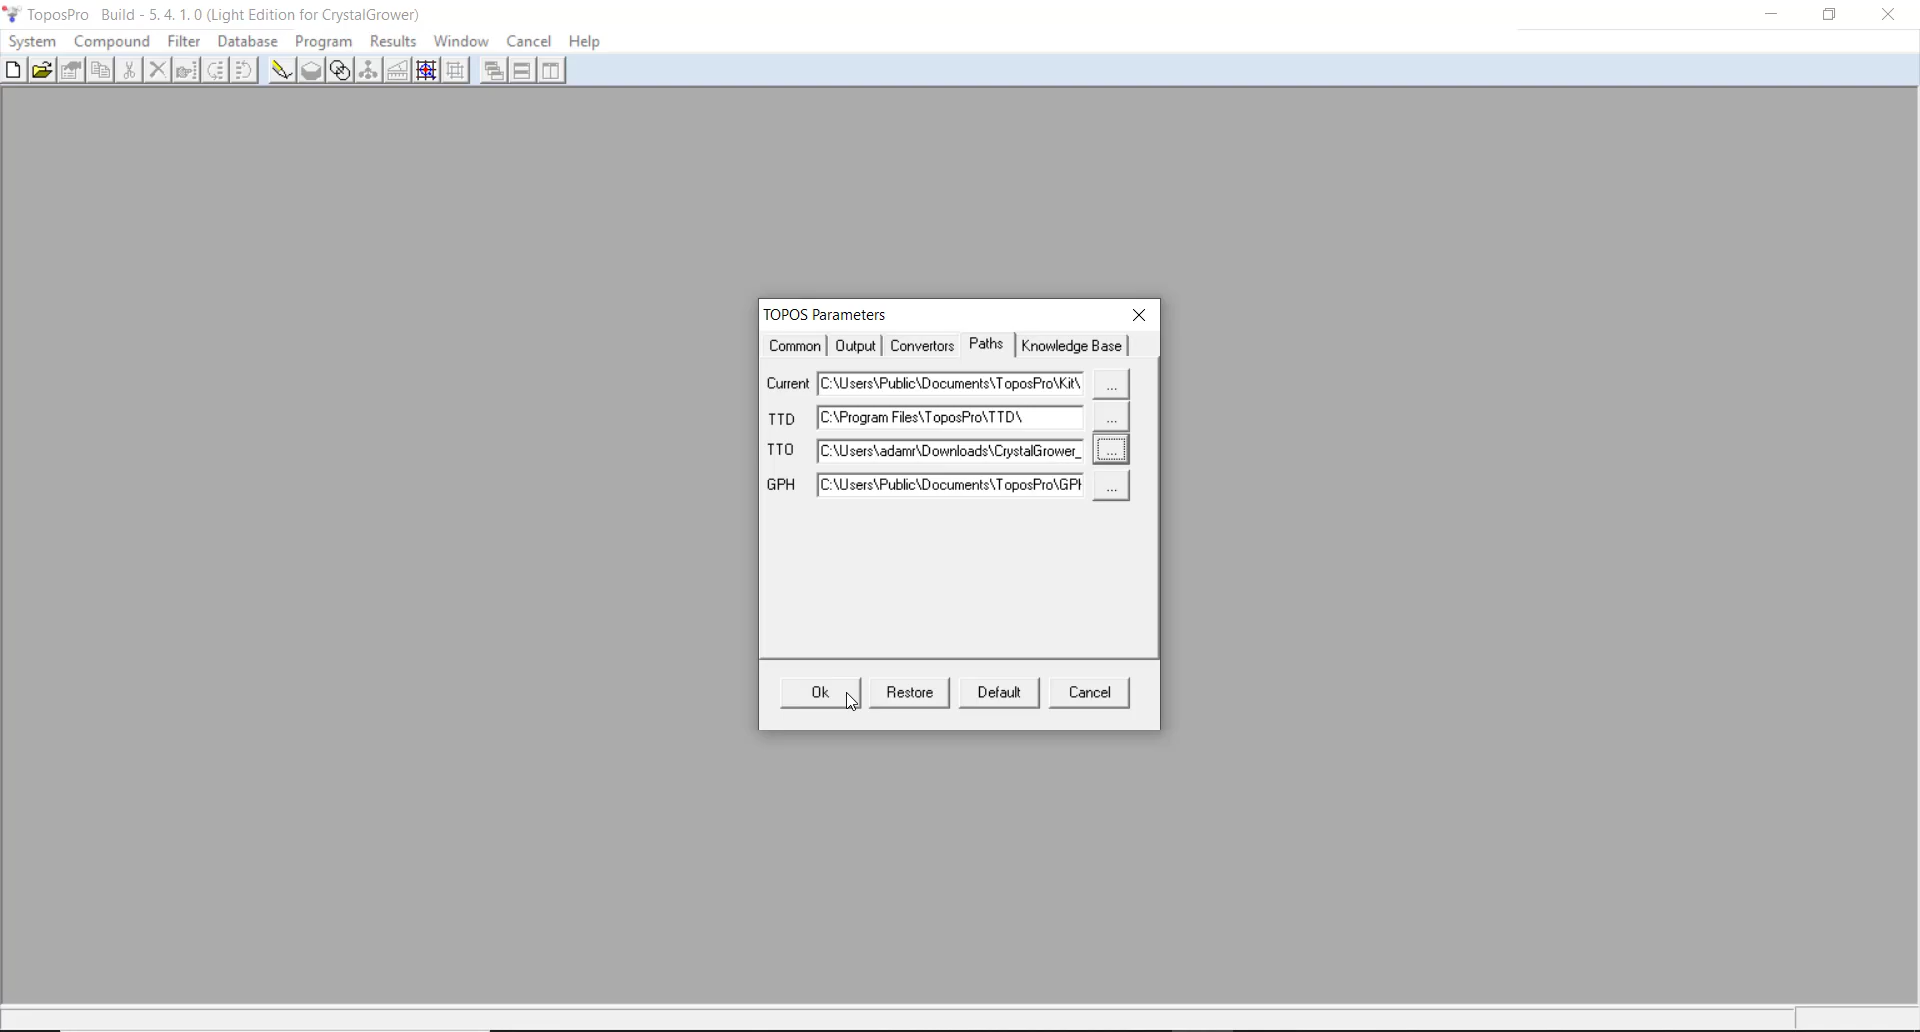 ToposPro Build - 5. 4. 1. 0 (Light Edition for CrystalGrower)
System Compound Filter Database Program Results Window Cancel Help
TOPOS Parameters
Common Output Convertors Paths Knowledge Base
Current C:\Users\Public\Documents\ToposPro\Kit\ ...
TTD C:\Program Files\ToposPro\TTD\ ...
TTO C:\Users\adamr\Downloads\CrystalGrower_ ...
GPH C:\Users\Public\Documents\ToposPro\GPH ...
Ok Restore Default Cancel